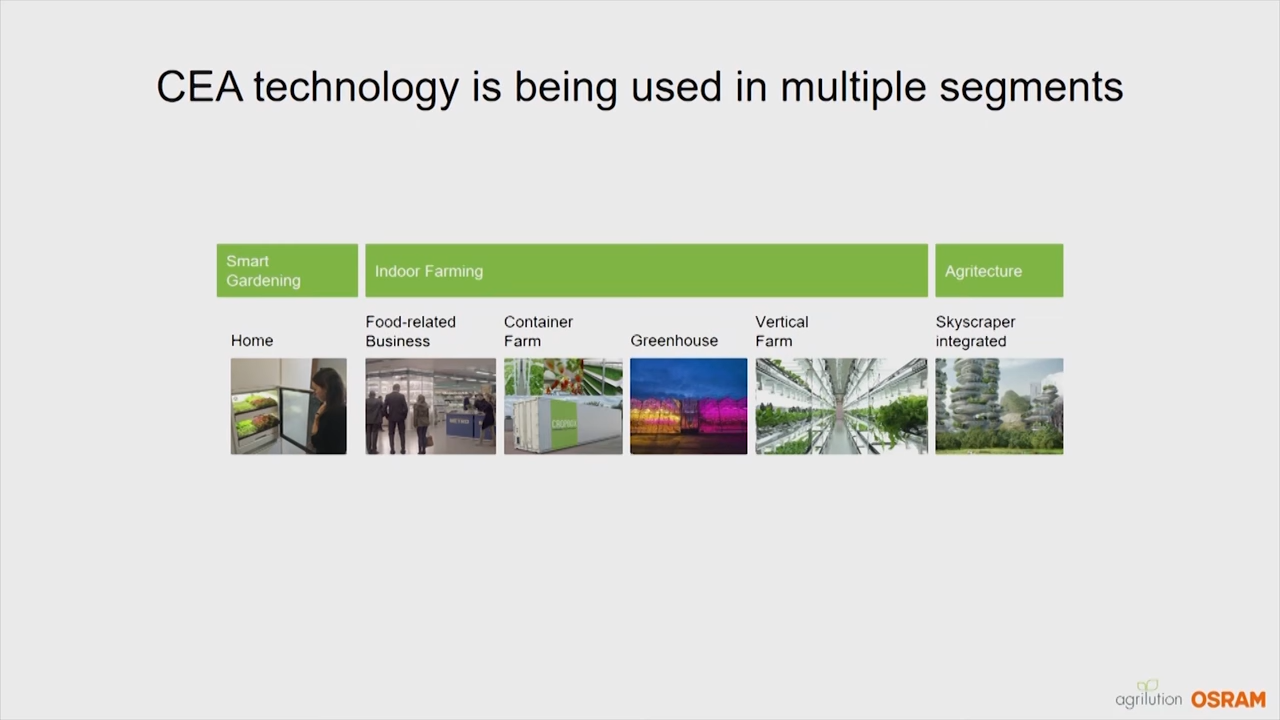 CEA technology is being used in multiple segments
Smart
Gardening
Indoor Farming
Agritecture
Home
Food-related
Business
Container
Farm
Greenhouse
Vertical
Farm
Skyscraper
integrated
agrilution OSRAM